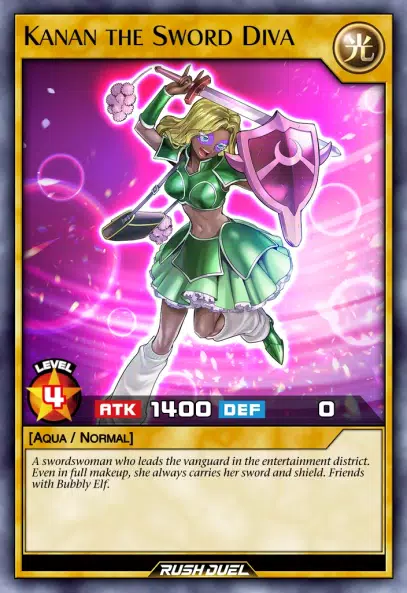 KANAN THE SWORD DIVA
光
LEVEL
4
ATK 1400 DEF 0
[AQUA / NORMAL]
A swordswoman who leads the vanguard in the entertainment district.
Even in full makeup, she always carries her sword and shield. Friends
with Bubbly Elf.
RUSH DUEL